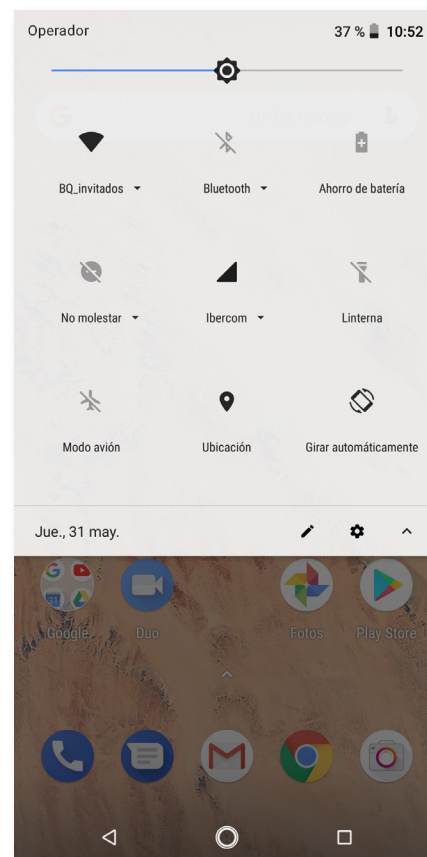 Operador 37 % 10:52
BQ_invitados Bluetooth Ahorro de batería
No molestar Ibercom Linterna
Modo avión Ubicación Girar automáticamente
Jue., 31 may.
Google Duo Fotos Play Store